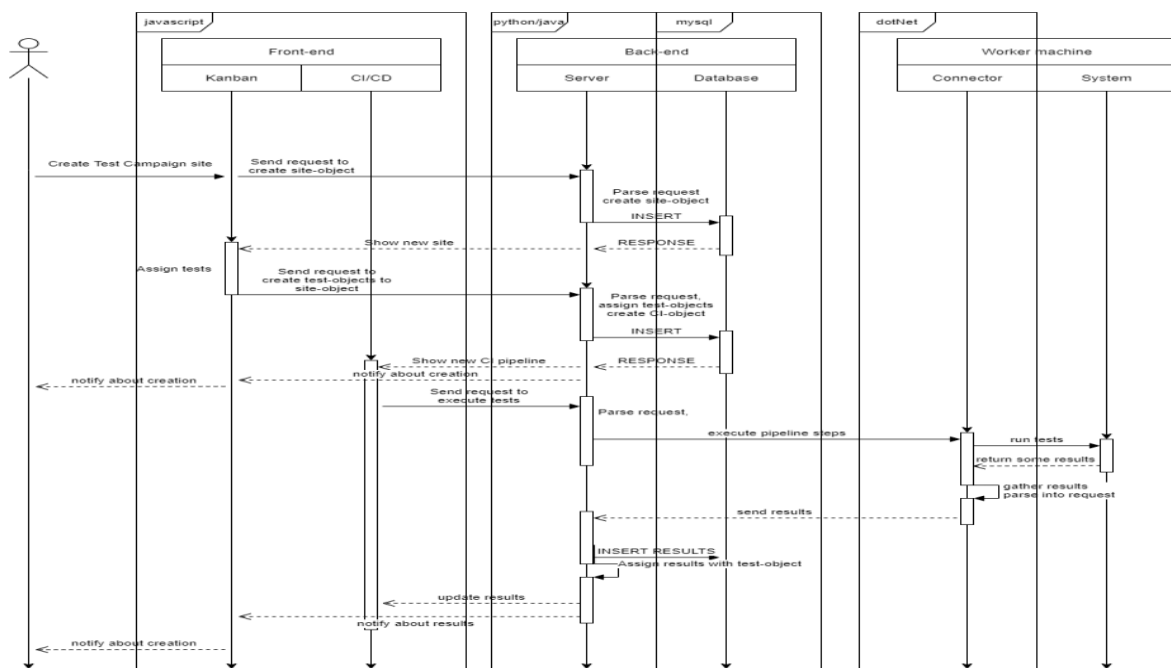 javascript
python/java
mysql
dotNet
Front-end
Back-end
Worker machine
Kanban
CI/CD
Server
Database
Connector
System
Create Test Campaign site
Send request to
create site-object
Parse request
create site-object
INSERT
Show new site
RESPONSE
Assign tests
Send request to
create test-objects to
site-object
Parse request,
assign test-objects
create CI-object
INSERT
Show new CI pipeline
RESPONSE
notify about creation
notify about creation
Send request to
execute tests
Parse request,
execute pipeline steps
run tests
return some results
gather results
parse into request
send results
INSERT RESULTS
Assign results with test-object
update results
notify about results
notify about creation